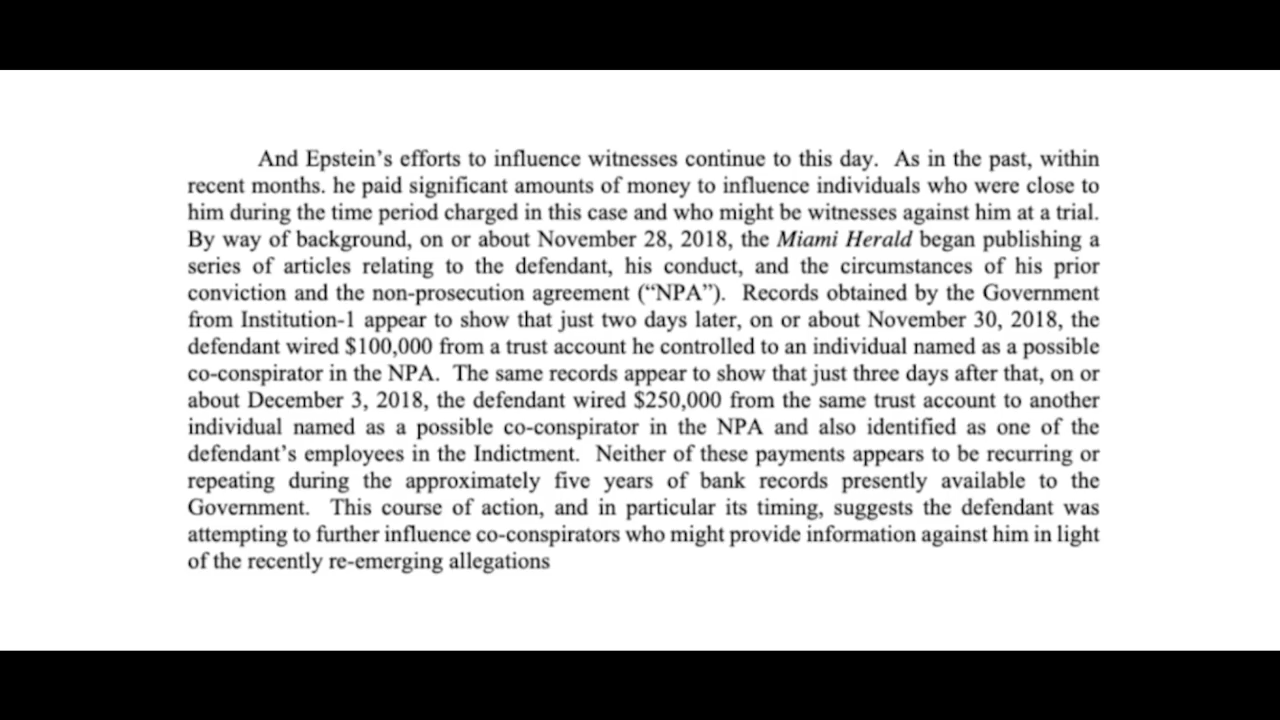 And Epstein’s efforts to influence witnesses continue to this day. As in the past, within
recent months. he paid significant amounts of money to influence individuals who were close to
him during the time period charged in this case and who might be witnesses against him at a trial.
By way of background, on or about November 28, 2018, the Miami Herald began publishing a
series of articles relating to the defendant, his conduct, and the circumstances of his prior
conviction and the non-prosecution agreement (“NPA”). Records obtained by the Government
from Institution-1 appear to show that just two days later, on or about November 30, 2018, the
defendant wired $100,000 from a trust account he controlled to an individual named as a possible
co-conspirator in the NPA. The same records appear to show that just three days after that, on or
about December 3, 2018, the defendant wired $250,000 from the same trust account to another
individual named as a possible co-conspirator in the NPA and also identified as one of the
defendant’s employees in the Indictment. Neither of these payments appears to be recurring or
repeating during the approximately five years of bank records presently available to the
Government. This course of action, and in particular its timing, suggests the defendant was
attempting to further influence co-conspirators who might provide information against him in light
of the recently re-emerging allegations